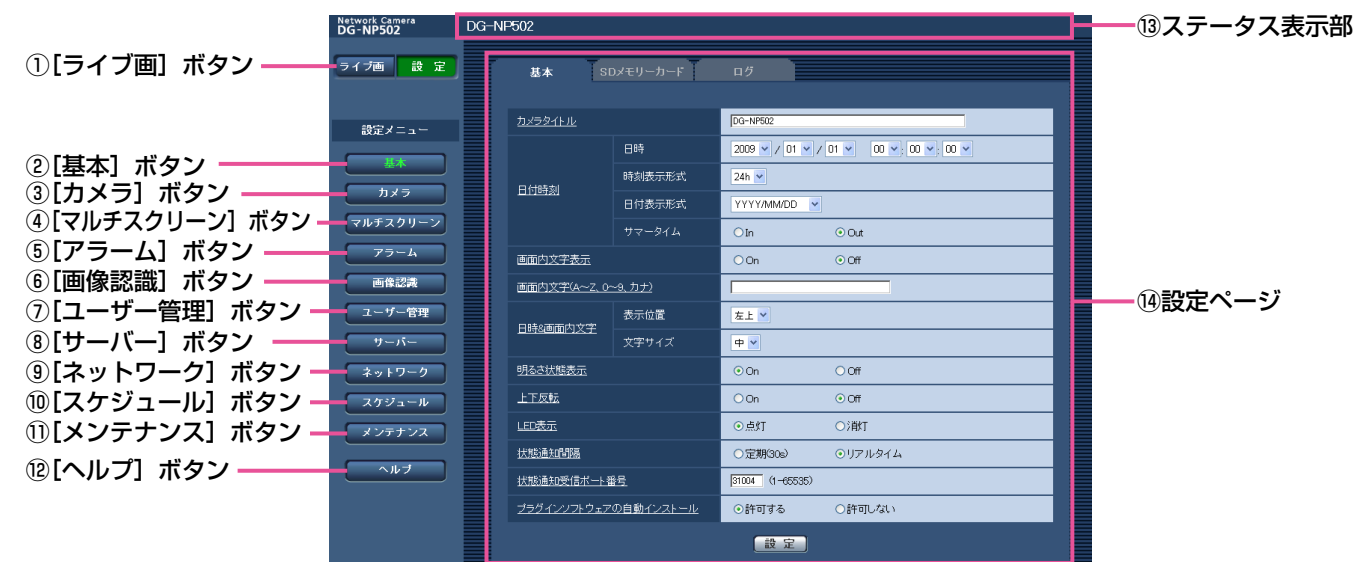 Network Camera
DG-NP502
DG-NP502
⑬ステータス表示部
①[ライブ画] ボタン
ライブ画 設 定
基本 SDメモリーカード ログ
設定メニュー
②[基本] ボタン
基本
③[カメラ] ボタン
カメラ
④[マルチスクリーン] ボタン
マルチスクリーン
⑤[アラーム] ボタン
アラーム
⑥[画像認識] ボタン
画像認識
⑦[ユーザー管理] ボタン
ユーザー管理
⑧[サーバー] ボタン
サーバー
⑨[ネットワーク] ボタン
ネットワーク
⑩[スケジュール] ボタン
スケジュール
⑪[メンテナンス] ボタン
メンテナンス
⑫[ヘルプ] ボタン
ヘルプ
カメラタイトル DG-NP502
日付時刻
日時 2009 / 01 / 01 00 : 00 : 00
時刻表示形式 24h
日付表示形式 YYYY/MM/DD
サマータイム In Out
画面内文字表示 On Off
画面内文字(A～Z, 0～9, カナ)
日時&画面内文字
表示位置 左上
文字サイズ 中
明るさ状態表示 On Off
上下反転 On Off
LED表示 点灯 消灯
状態通知間隔 定期(30s) リアルタイム
状態通知受信ポート番号 31004 (1-65535)
プラグインソフトウェアの自動インストール 許可する 許可しない
設 定
⑭設定ページ